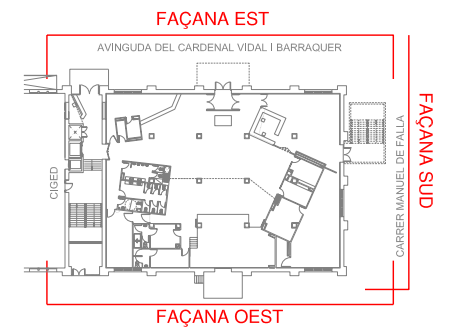 FAÇANA EST
AVINGUDA DEL CARDENAL VIDAL I BARRAQUER
FAÇANA SUD
CARRER MANUEL DE FALLA
CIGED
FAÇANA OEST